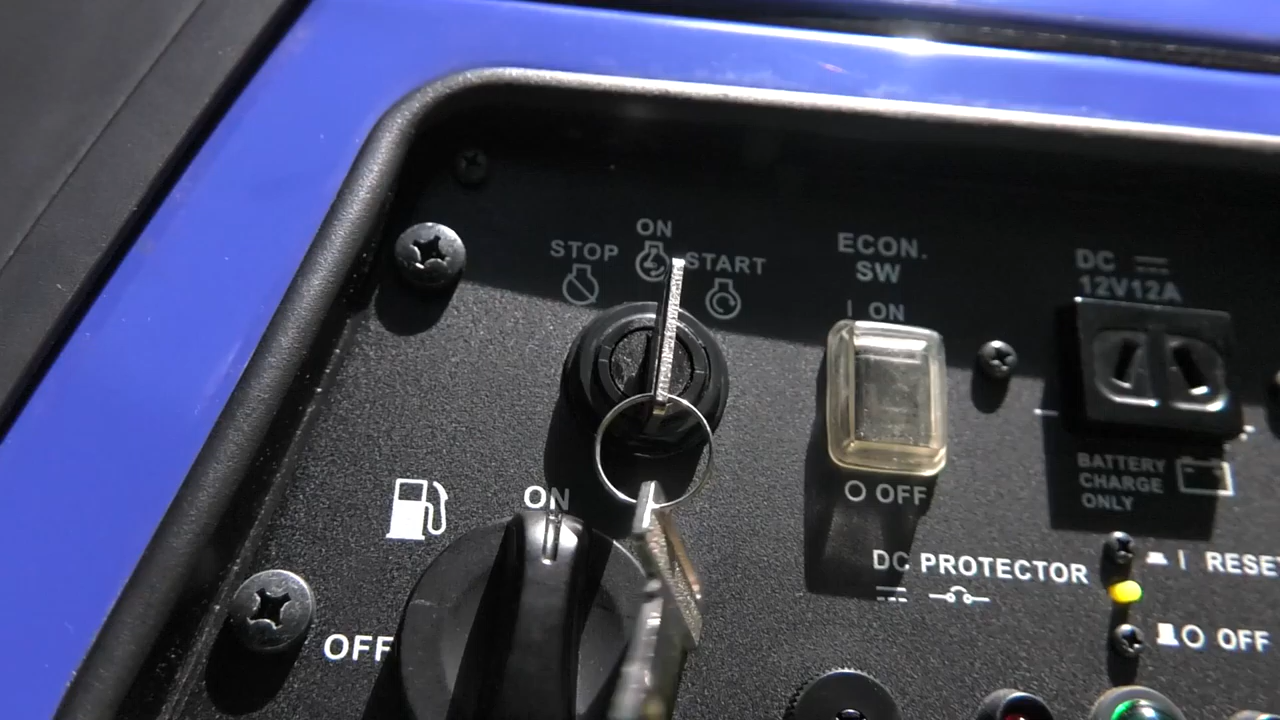 ON
STOP
START
ECON.
SW
I ON
DC
12V12A
O OFF
BATTERY
CHARGE
ONLY
ON
OFF
DC PROTECTOR
I RESET
O OFF